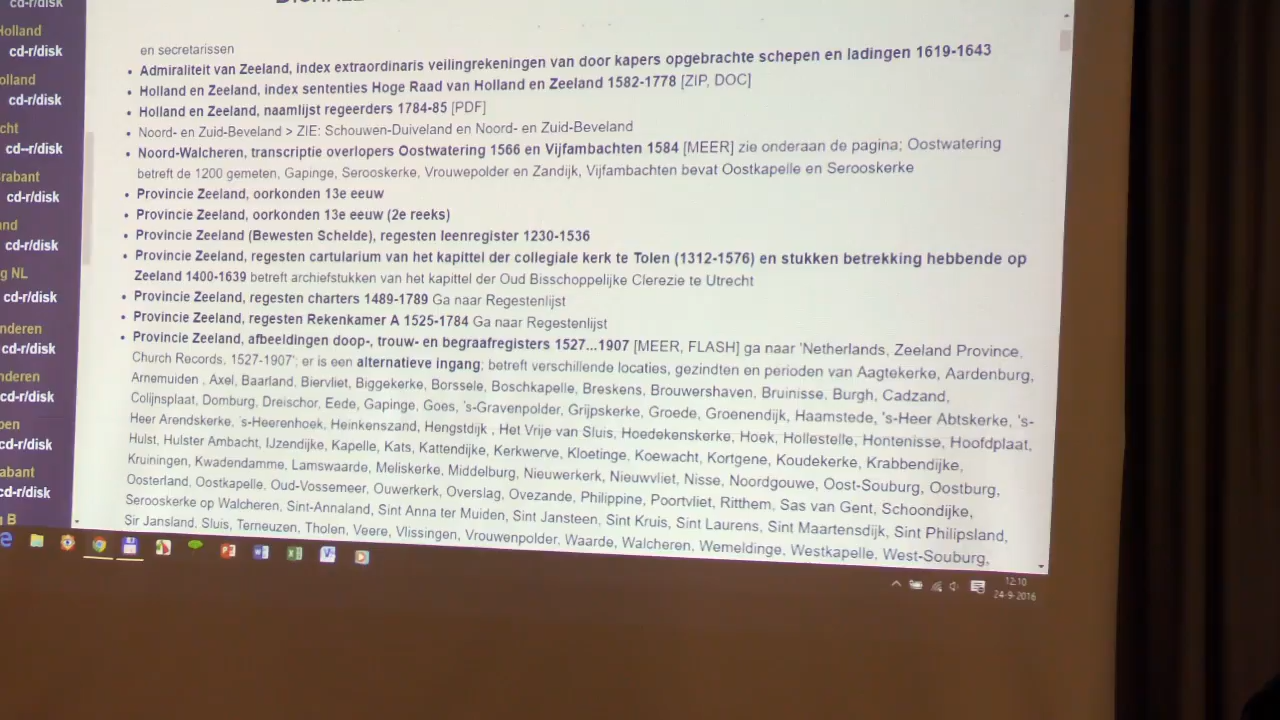 cd-r/disk
Holland
cd-r/disk
olland
cd-r/disk
cht
cd--r/disk
rabant
cd-r/disk
nd
cd-r/disk
g NL
cd-r/disk
nderen
cd-r/disk
nderen
cd-r/disk
pen
cd-r/disk
abant
cd-r/disk
g B
en secretarissen
• Admiraliteit van Zeeland, index extraordinaris veilingrekeningen van door kapers opgebrachte schepen en ladingen 1619-1643
• Holland en Zeeland, index sententies Hoge Raad van Holland en Zeeland 1582-1778 [ZIP, DOC]
• Holland en Zeeland, naamlijst regeerders 1784-85 [PDF]
• Noord- en Zuid-Beveland > ZIE: Schouwen-Duiveland en Noord- en Zuid-Beveland
• Noord-Walcheren, transcriptie overlopers Oostwatering 1566 en Vijfambachten 1584 [MEER] zie onderaan de pagina; Oostwatering
betreft de 1200 gemeten, Gapinge, Serooskerke, Vrouwepolder en Zandijk, Vijfambachten bevat Oostkapelle en Serooskerke
• Provincie Zeeland, oorkonden 13e eeuw
• Provincie Zeeland, oorkonden 13e eeuw (2e reeks)
• Provincie Zeeland (Bewesten Schelde), regesten leenregister 1230-1536
• Provincie Zeeland, regesten cartularium van het kapittel der collegiale kerk te Tolen (1312-1576) en stukken betrekking hebbende op
Zeeland 1400-1639 betreft archiefstukken van het kapittel der Oud Bisschoppelijke Clerezie te Utrecht
• Provincie Zeeland, regesten charters 1489-1789 Ga naar Regestenlijst
• Provincie Zeeland, regesten Rekenkamer A 1525-1784 Ga naar Regestenlijst
• Provincie Zeeland, afbeeldingen doop-, trouw- en begraafregisters 1527...1907 [MEER, FLASH] ga naar 'Netherlands, Zeeland Province,
Church Records, 1527-1907'; er is een alternatieve ingang; betreft verschillende locaties, gezindten en perioden van Aagtekerke, Aardenburg,
Arnemuiden , Axel, Baarland, Biervliet, Biggekerke, Borssele, Boschkapelle, Breskens, Brouwershaven, Bruinisse, Burgh, Cadzand,
Colijnsplaat, Domburg, Dreischor, Eede, Gapinge, Goes, 's-Gravenpolder, Grijpskerke, Groede, Groenendijk, Haamstede, 's-Heer Abtskerke, 's-
Heer Arendskerke, 's-Heerenhoek, Heinkenszand, Hengstdijk , Het Vrije van Sluis, Hoedekenskerke, Hoek, Hollestelle, Hontenisse, Hoofdplaat,
Hulst, Hulster Ambacht, IJzendijke, Kapelle, Kats, Kattendijke, Kerkwerve, Kloetinge, Koewacht, Kortgene, Koudekerke, Krabbendijke,
Kruiningen, Kwadendamme, Lamswaarde, Meliskerke, Middelburg, Nieuwerkerk, Nieuwvliet, Nisse, Noordgouwe, Oost-Souburg, Oostburg,
Oosterland, Oostkapelle, Oud-Vossemeer, Ouwerkerk, Overslag, Ovezande, Philippine, Poortvliet, Ritthem, Sas van Gent, Schoondijke,
Serooskerke op Walcheren, Sint-Annaland, Sint Anna ter Muiden, Sint Jansteen, Sint Kruis, Sint Laurens, Sint Maartensdijk, Sint Philipsland,
Sir Jansland, Sluis, Terneuzen, Tholen, Veere, Vlissingen, Vrouwenpolder, Waarde, Walcheren, Wemeldinge, Westkapelle, West-Souburg,
12:10
24-9-2016